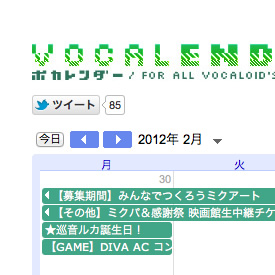 VOCALEND
ボカレンダー / FOR ALL VOCALOID'S
ツイート 85
今日 2012年 2月
月 火
30
【募集期間】みんなでつくろうミクアート
【その他】ミクパ&感謝祭 映画館生中継チケ
★巡音ルカ誕生日!
【GAME】DIVA AC コン